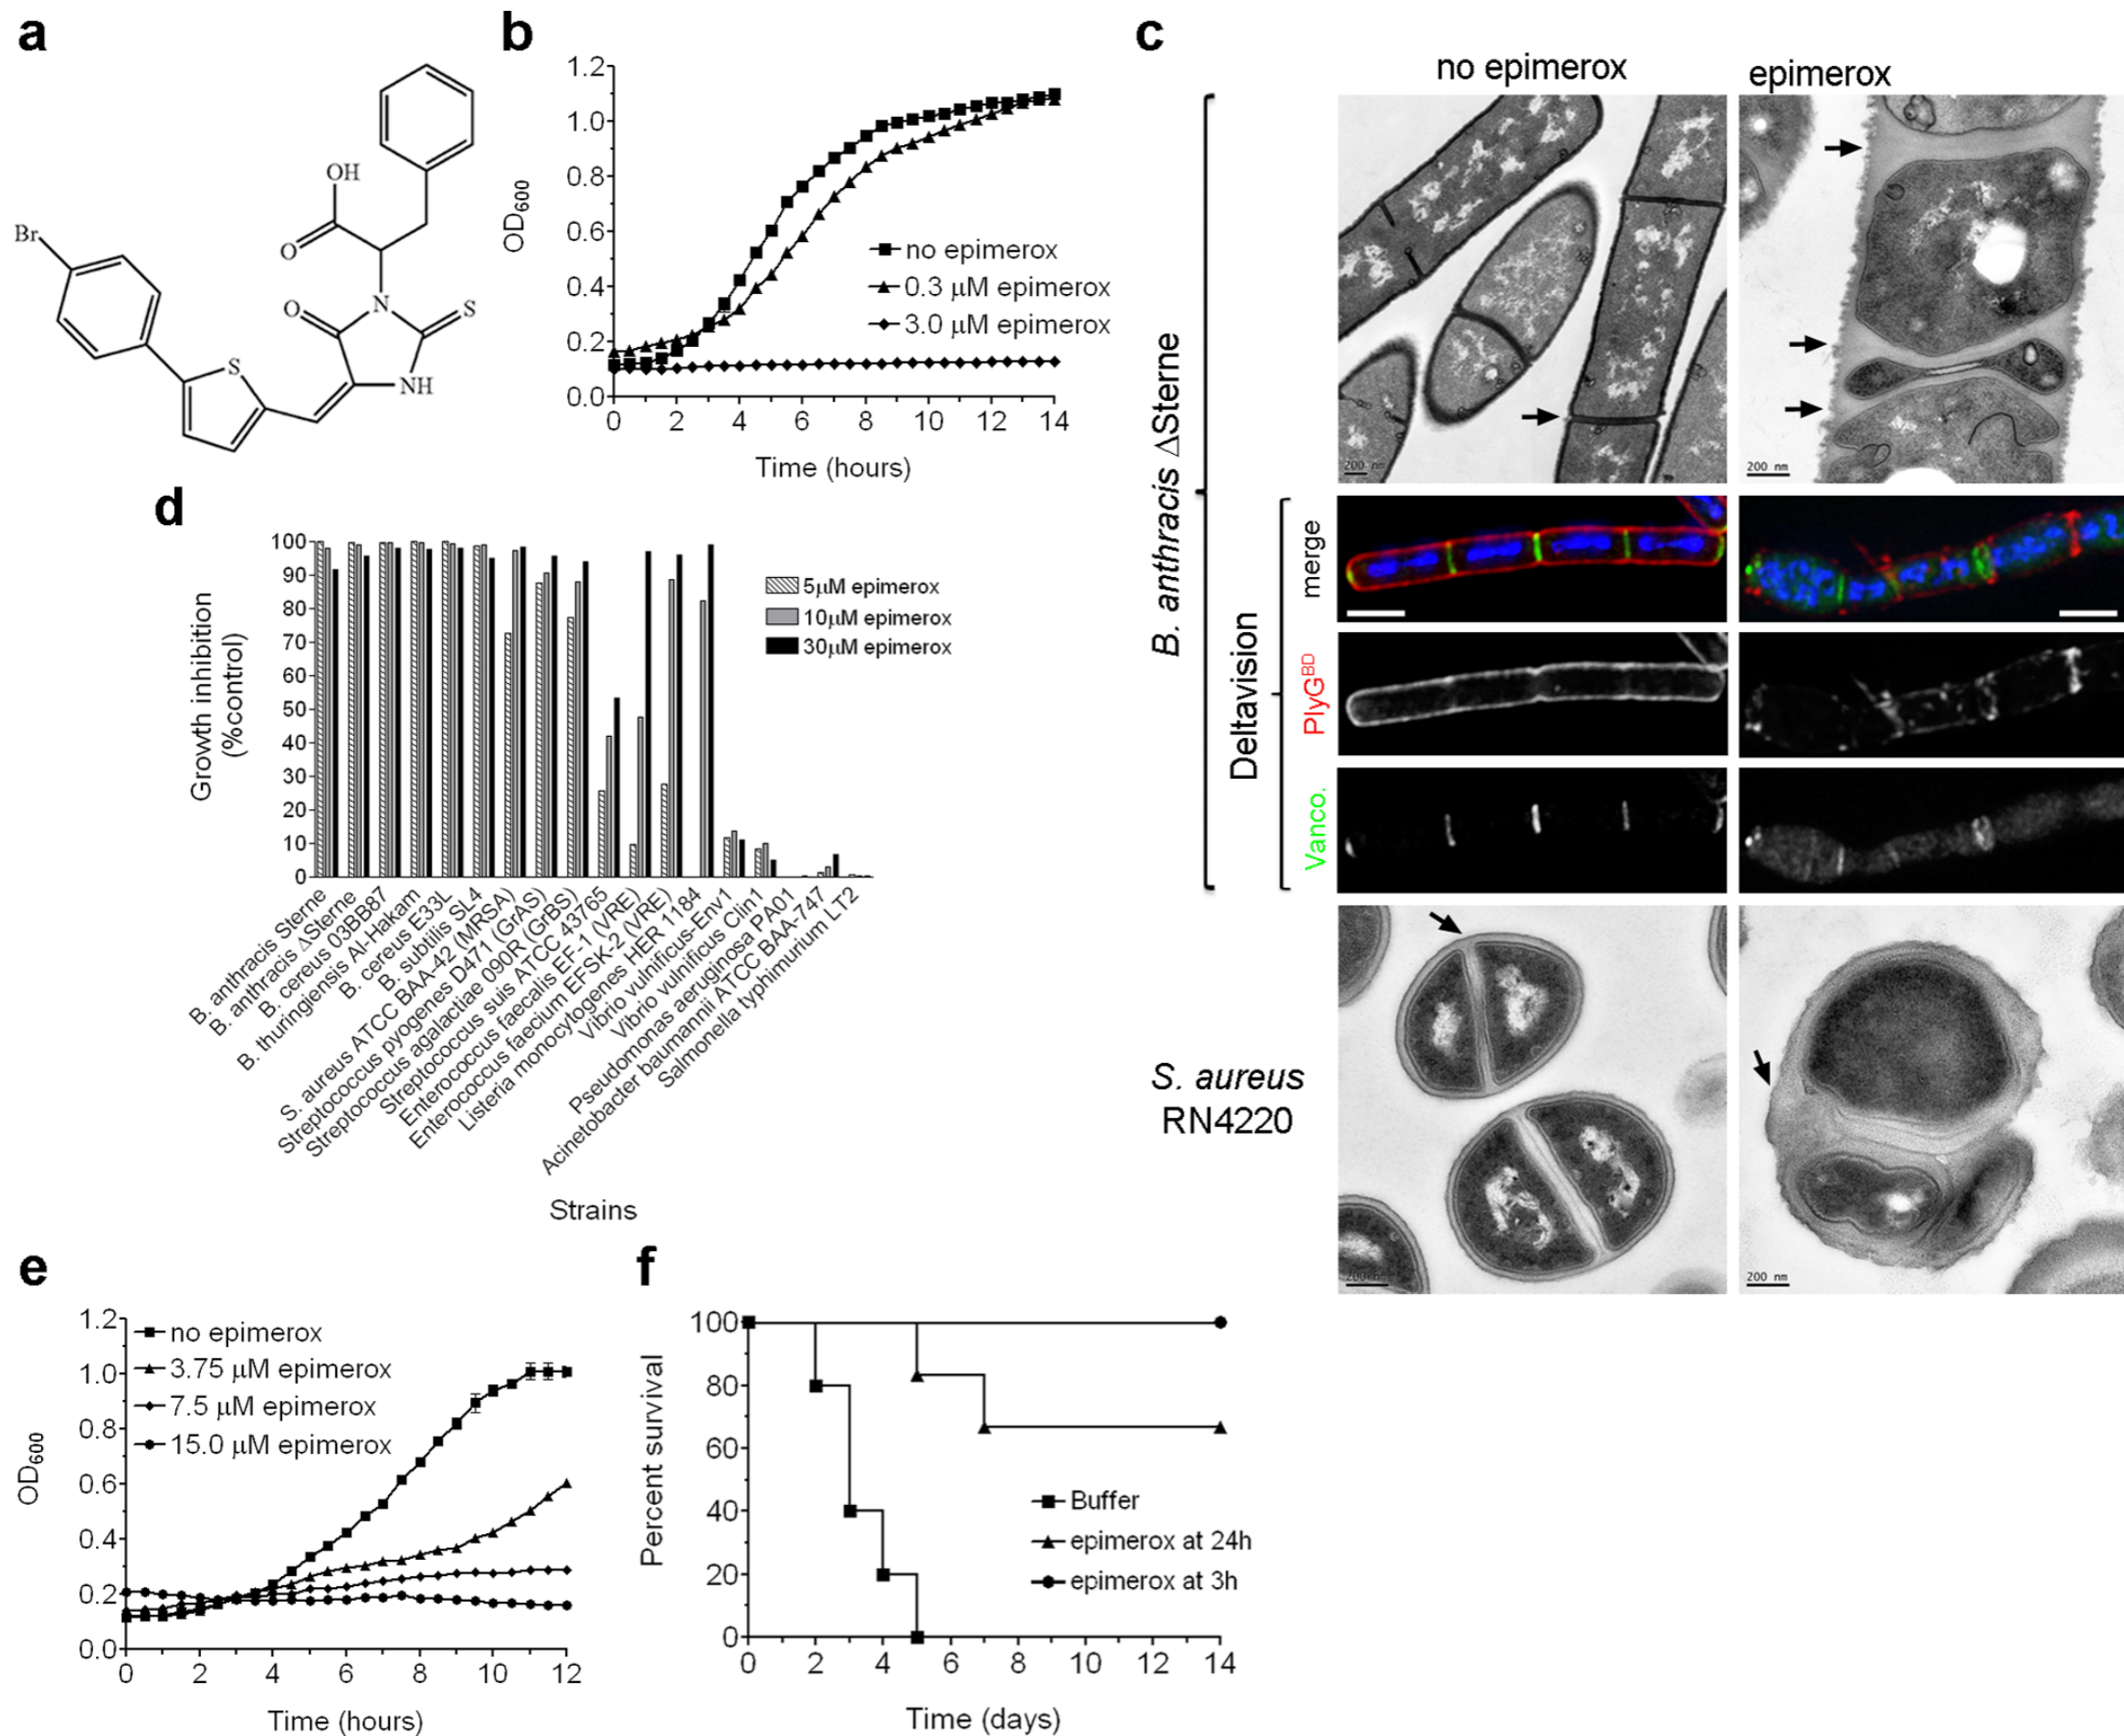 a
OH
O
Br
O
N
S
S
NH
b
1.2
1.0
0.8
0.6
0.4
0.2
0.0
OD600
no epimerox
0.3 μM epimerox
3.0 μM epimerox
0 2 4 6 8 10 12 14
Time (hours)
c
no epimerox epimerox
B. anthracis ΔSterne
200 nm
200 nm
Deltavision
merge
PlyGBD
Vanco.
S. aureus
RN4220
200 nm
200 nm
d
100
90
80
70
60
50
40
30
20
10
0
Growth inhibition
(%control)
5μM epimerox
10μM epimerox
30μM epimerox
B. anthracis Sterne
B. anthracis ΔSterne
B. cereus 03BB87
B. thuringiensis Al-Hakam
B. cereus E33L
B. subtilis SL4
S. aureus ATCC BAA-42 (MRSA)
Streptococcus pyogenes D471 (GrAS)
Streptococcus agalactiae 090R (GrBS)
Streptococcus suis ATCC 43765
Enterococcus faecalis EF-1 (VRE)
Enterococcus faecium EFSK-2 (VRE)
Listeria monocytogenes HER 1184
Vibrio vulnificus-Env1
Vibrio vulnificus Clin1
Pseudomonas aeruginosa PA01
Acinetobacter baumannii ATCC BAA-747
Salmonella typhimurium LT2
Strains
e
1.2
1.0
0.8
0.6
0.4
0.2
0.0
OD600
no epimerox
3.75 μM epimerox
7.5 μM epimerox
15.0 μM epimerox
0 2 4 6 8 10 12
Time (hours)
f
100
80
60
40
20
0
Percent survival
Buffer
epimerox at 24h
epimerox at 3h
0 2 4 6 8 10 12 14
Time (days)